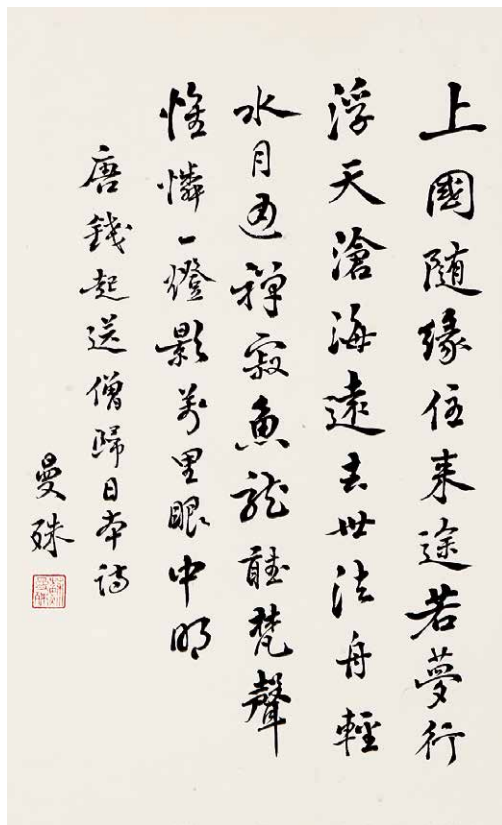 上國随緣住来途若夢行
浮天滄海遠去世法舟輕
水月通禪寂魚龍聽梵聲
惟憐一燈影萬里眼中明
唐錢起送僧歸日本詩
曼殊